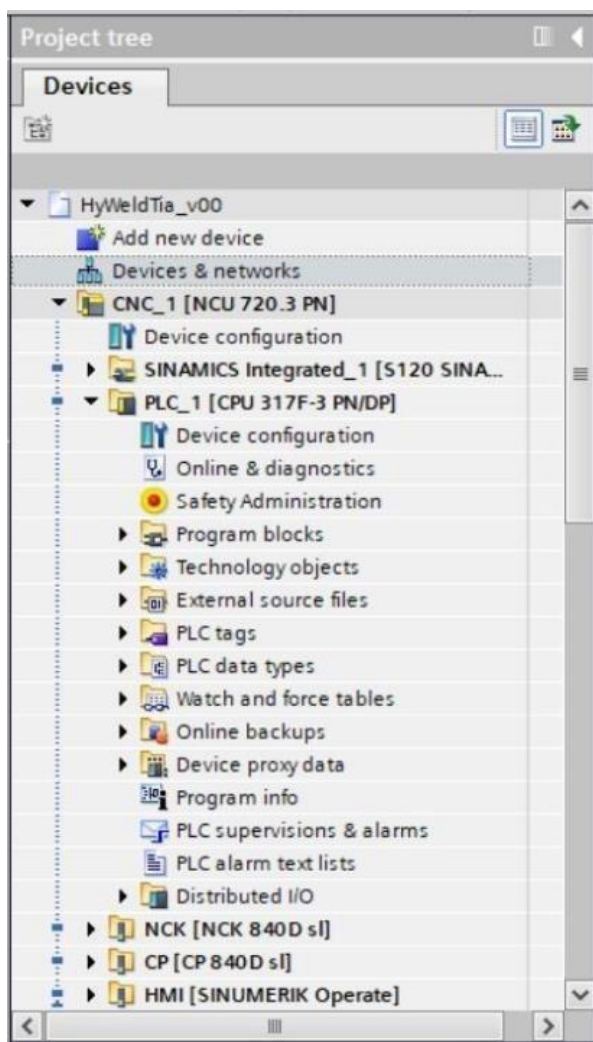 Project tree
Devices
HyWeldTia_v00
Add new device
Devices & networks
CNC_1 [NCU 720.3 PN]
Device configuration
SINAMICS Integrated_1 [S120 SINA...
PLC_1 [CPU 317F-3 PN/DP]
Device configuration
Online & diagnostics
Safety Administration
Program blocks
Technology objects
External source files
PLC tags
PLC data types
Watch and force tables
Online backups
Device proxy data
Program info
PLC supervisions & alarms
PLC alarm text lists
Distributed I/O
NCK [NCK 840D sl]
CP [CP 840D sl]
HMI [SINUMERIK Operate]